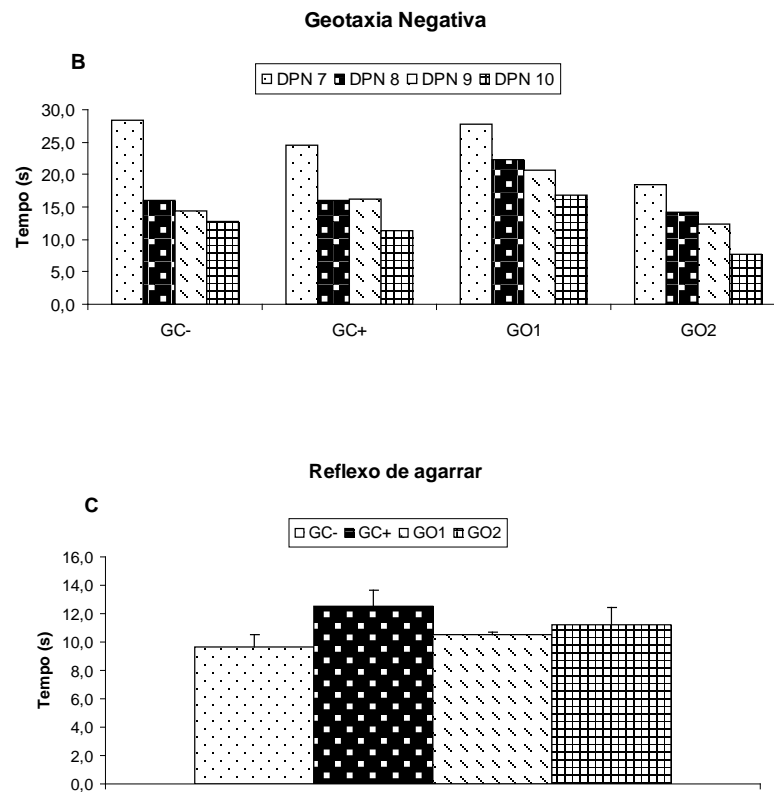 Geotaxia Negativa
B
DPN 7 DPN 8 DPN 9 DPN 10
Tempo (s)
30,0
25,0
20,0
15,0
10,0
5,0
0,0
GC- GC+ GO1 GO2
Reflexo de agarrar
C
GC- GC+ GO1 GO2
Tempo (s)
16,0
14,0
12,0
10,0
8,0
6,0
4,0
2,0
0,0